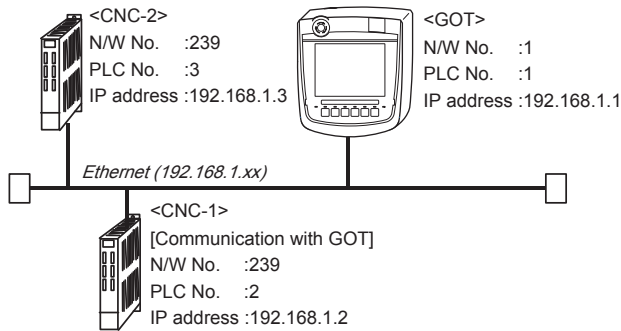 <CNC-2>
N/W No. :239
PLC No. :3
IP address :192.168.1.3
<GOT>
N/W No. :1
PLC No. :1
IP address :192.168.1.1
Ethernet (192.168.1.xx)
<CNC-1>
[Communication with GOT]
N/W No. :239
PLC No. :2
IP address :192.168.1.2